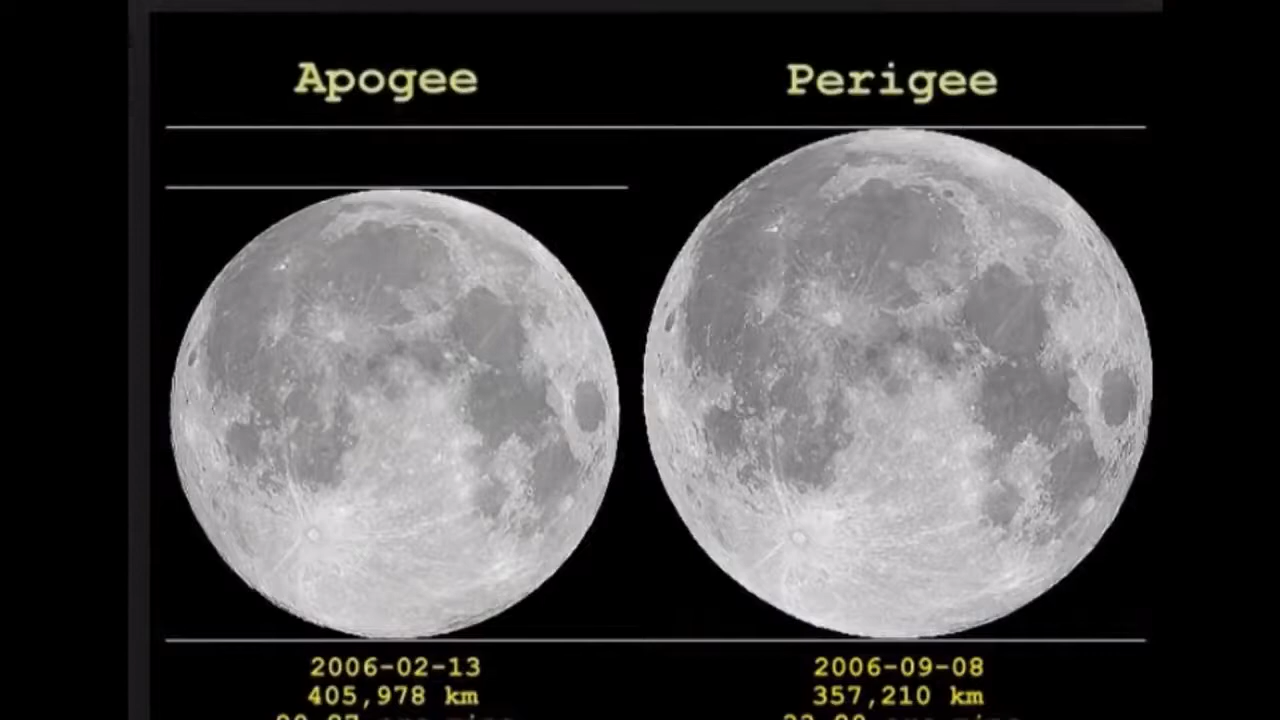 Apogee
Perigee
2006-02-13
2006-09-08
405,978 km
357,210 km